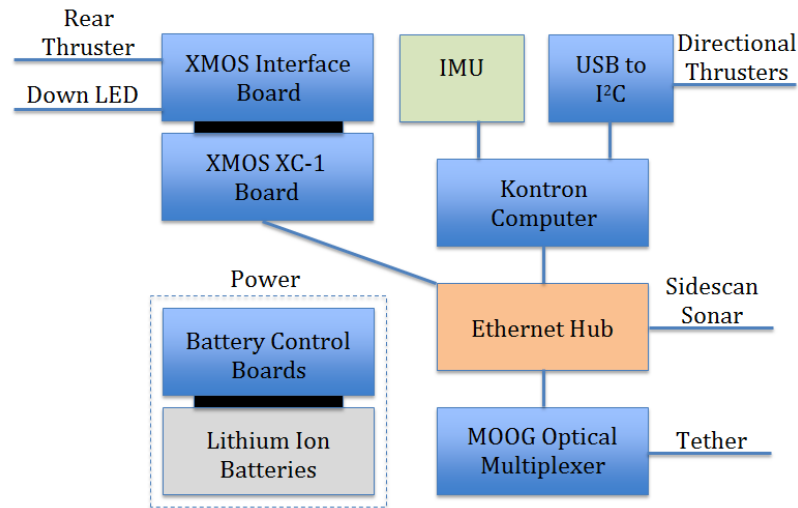 Rear
Thruster
Down LED
XMOS Interface
Board
XMOS XC-1
Board
IMU
USB to
I²C
Directional
Thrusters
Kontron
Computer
Power
Battery Control
Boards
Lithium Ion
Batteries
Ethernet Hub
Sidescan
Sonar
MOOG Optical
Multiplexer
Tether